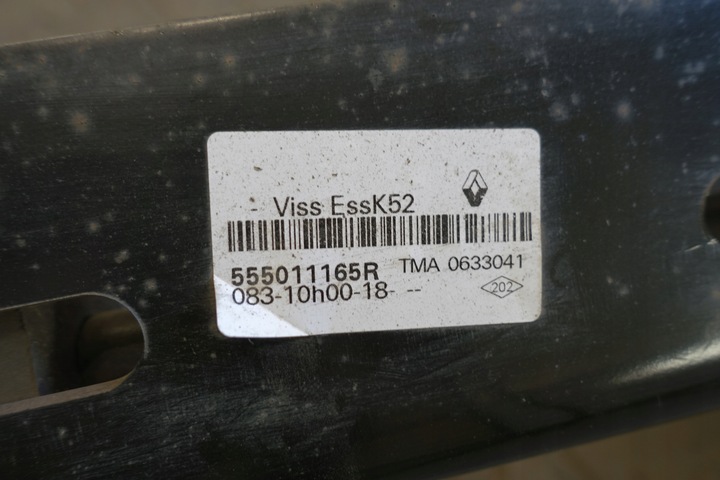 - Viss EssK52
555011165R TMA 0633041
083-10h00-18- --
202